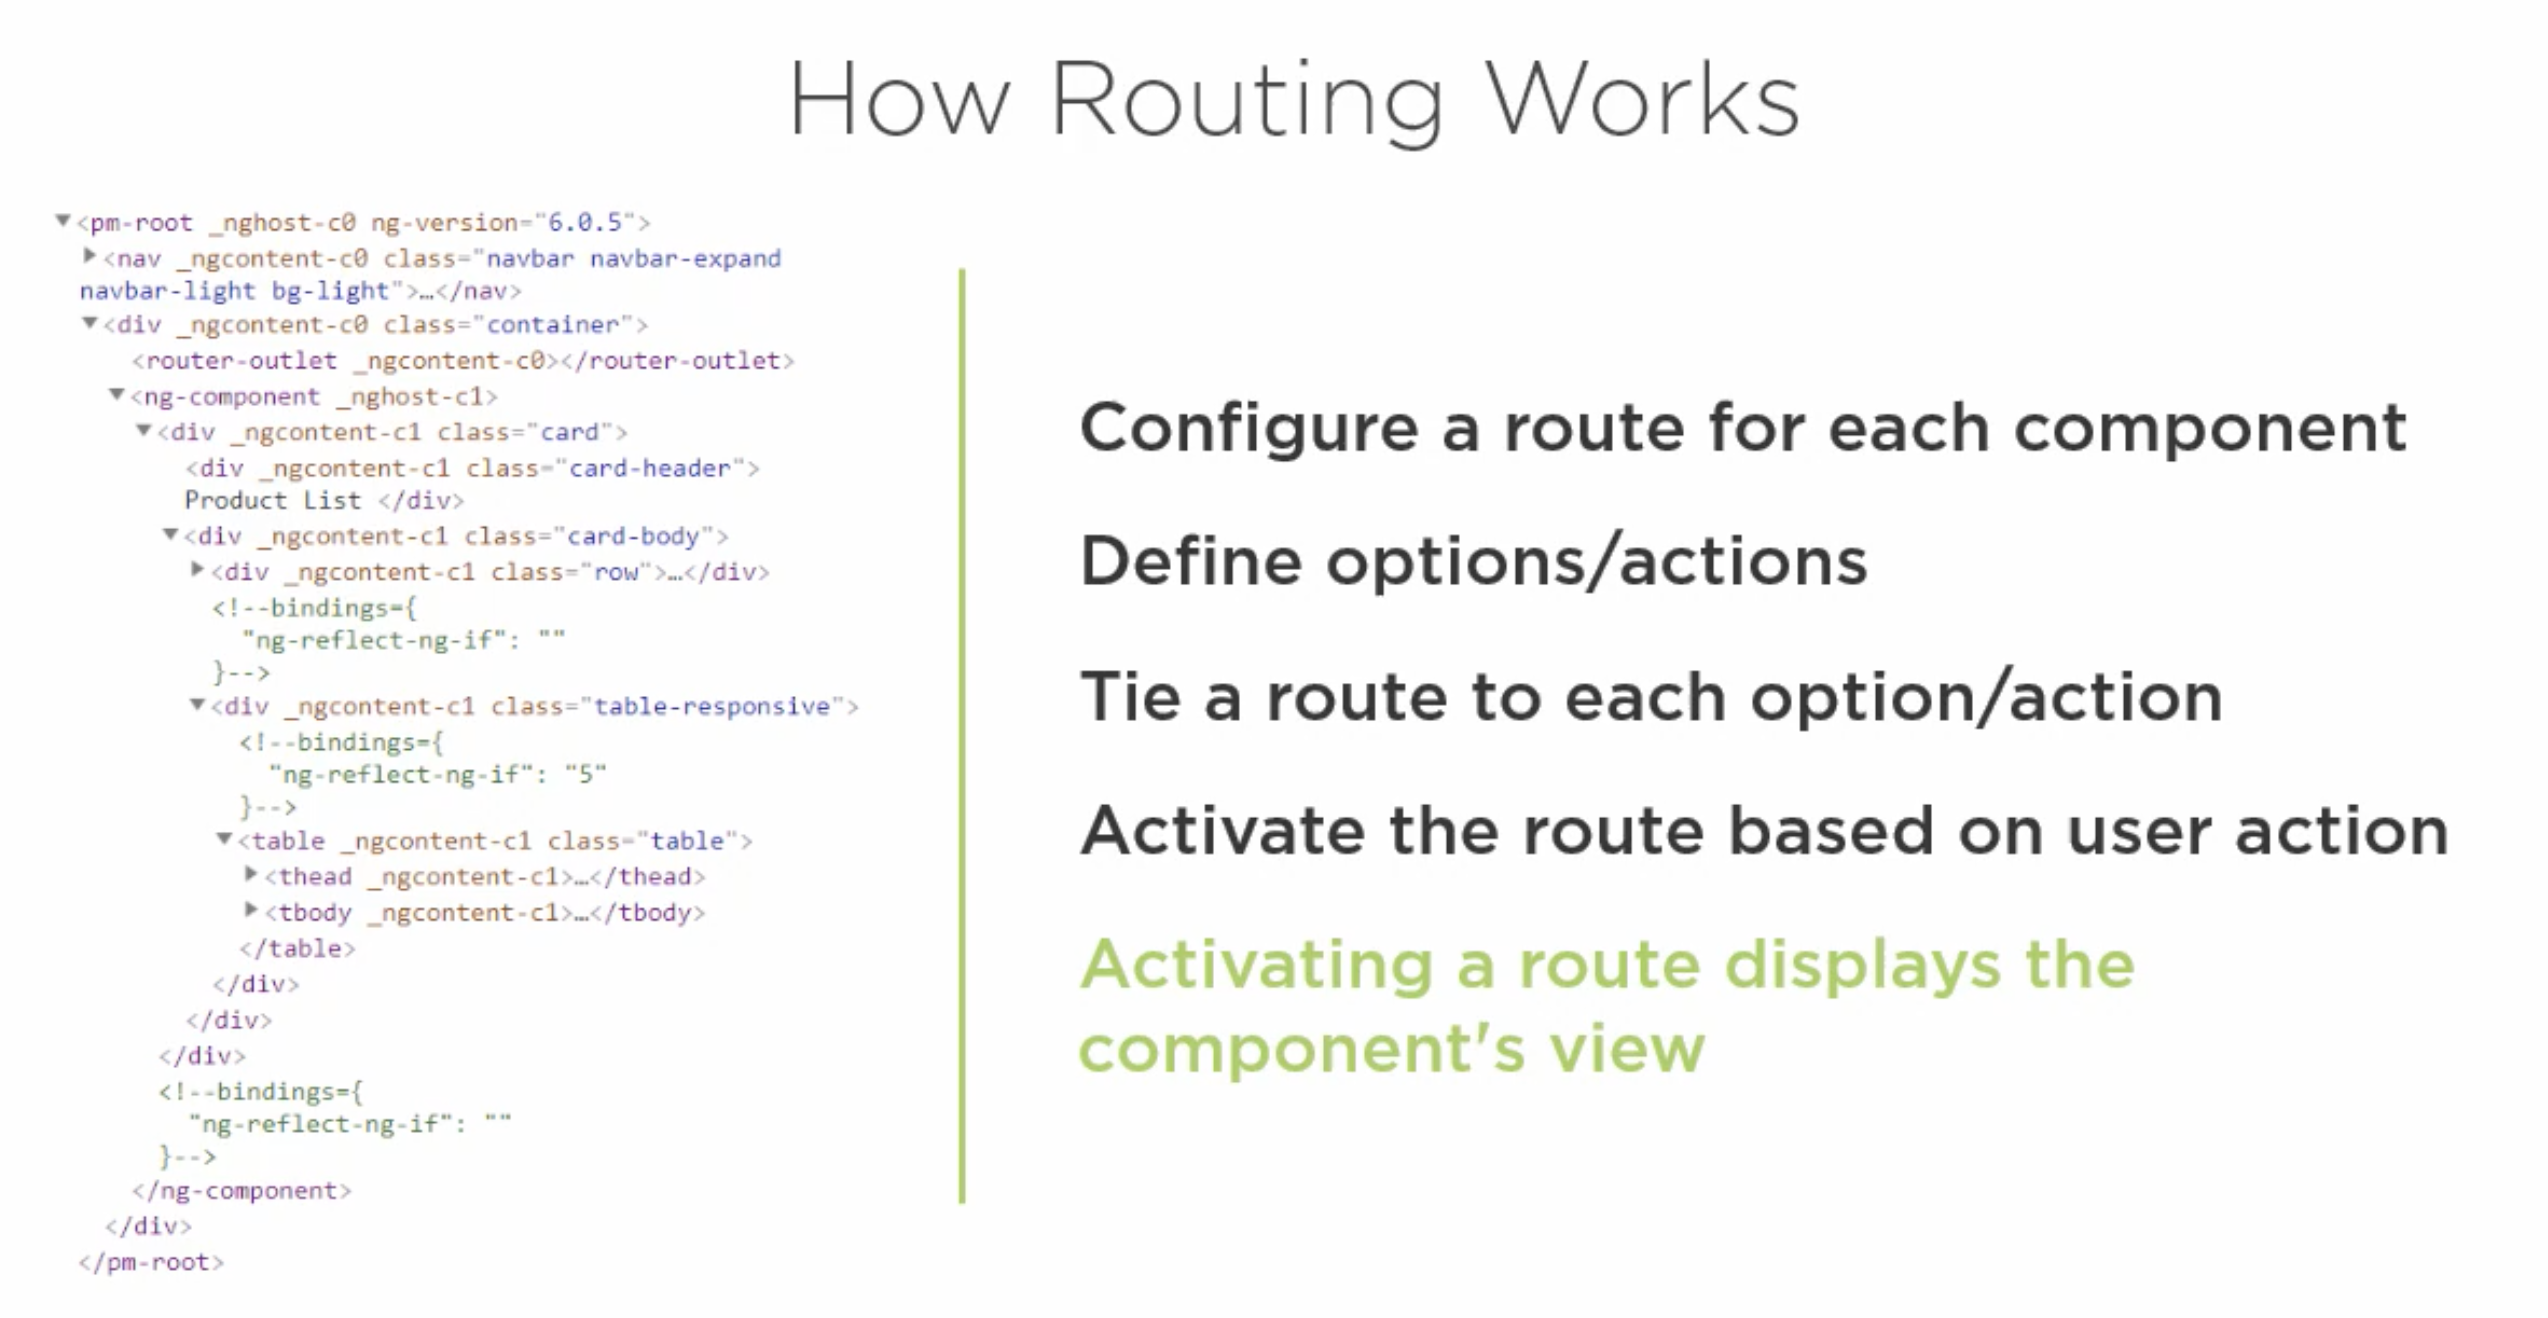 How Routing Works
▼<pm-root _nghost-c0 ng-version="6.0.5">
▶<nav _ngcontent-c0 class="navbar navbar-expand
navbar-light bg-light">…</nav>
▼<div _ngcontent-c0 class="container">
<router-outlet _ngcontent-c0></router-outlet>
▼<ng-component _nghost-c1>
▼<div _ngcontent-c1 class="card">
<div _ngcontent-c1 class="card-header">
Product List </div>
▼<div _ngcontent-c1 class="card-body">
▶<div _ngcontent-c1 class="row">…</div>
<!--bindings={
"ng-reflect-ng-if": ""
}-->
▼<div _ngcontent-c1 class="table-responsive">
<!--bindings={
"ng-reflect-ng-if": "5"
}-->
▼<table _ngcontent-c1 class="table">
▶<thead _ngcontent-c1>…</thead>
▶<tbody _ngcontent-c1>…</tbody>
</table>
</div>
</div>
</div>
<!--bindings={
"ng-reflect-ng-if": ""
}-->
</ng-component>
</div>
</pm-root>
Configure a route for each component
Define options/actions
Tie a route to each option/action
Activate the route based on user action
Activating a route displays the
component's view